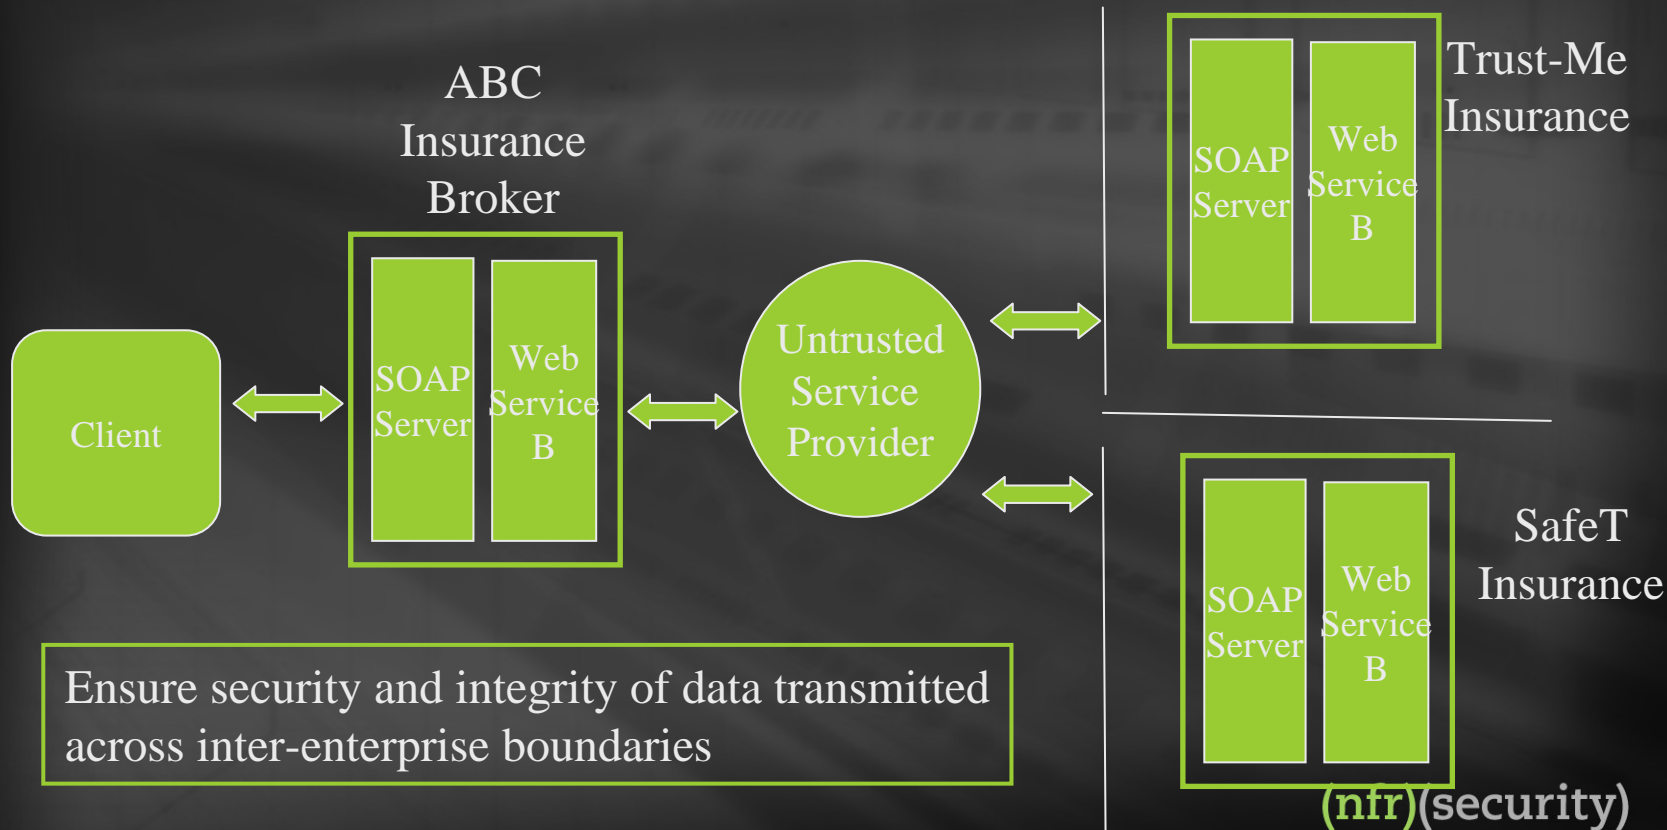 ABC
Insurance
Broker
Client
SOAP
Server
Web
Service
B
Untrusted
Service
Provider
SOAP
Server
Web
Service
B
Trust-Me
Insurance
SOAP
Server
Web
Service
B
SafeT
Insurance
Ensure security and integrity of data transmitted
across inter-enterprise boundaries
(nfr)(security)